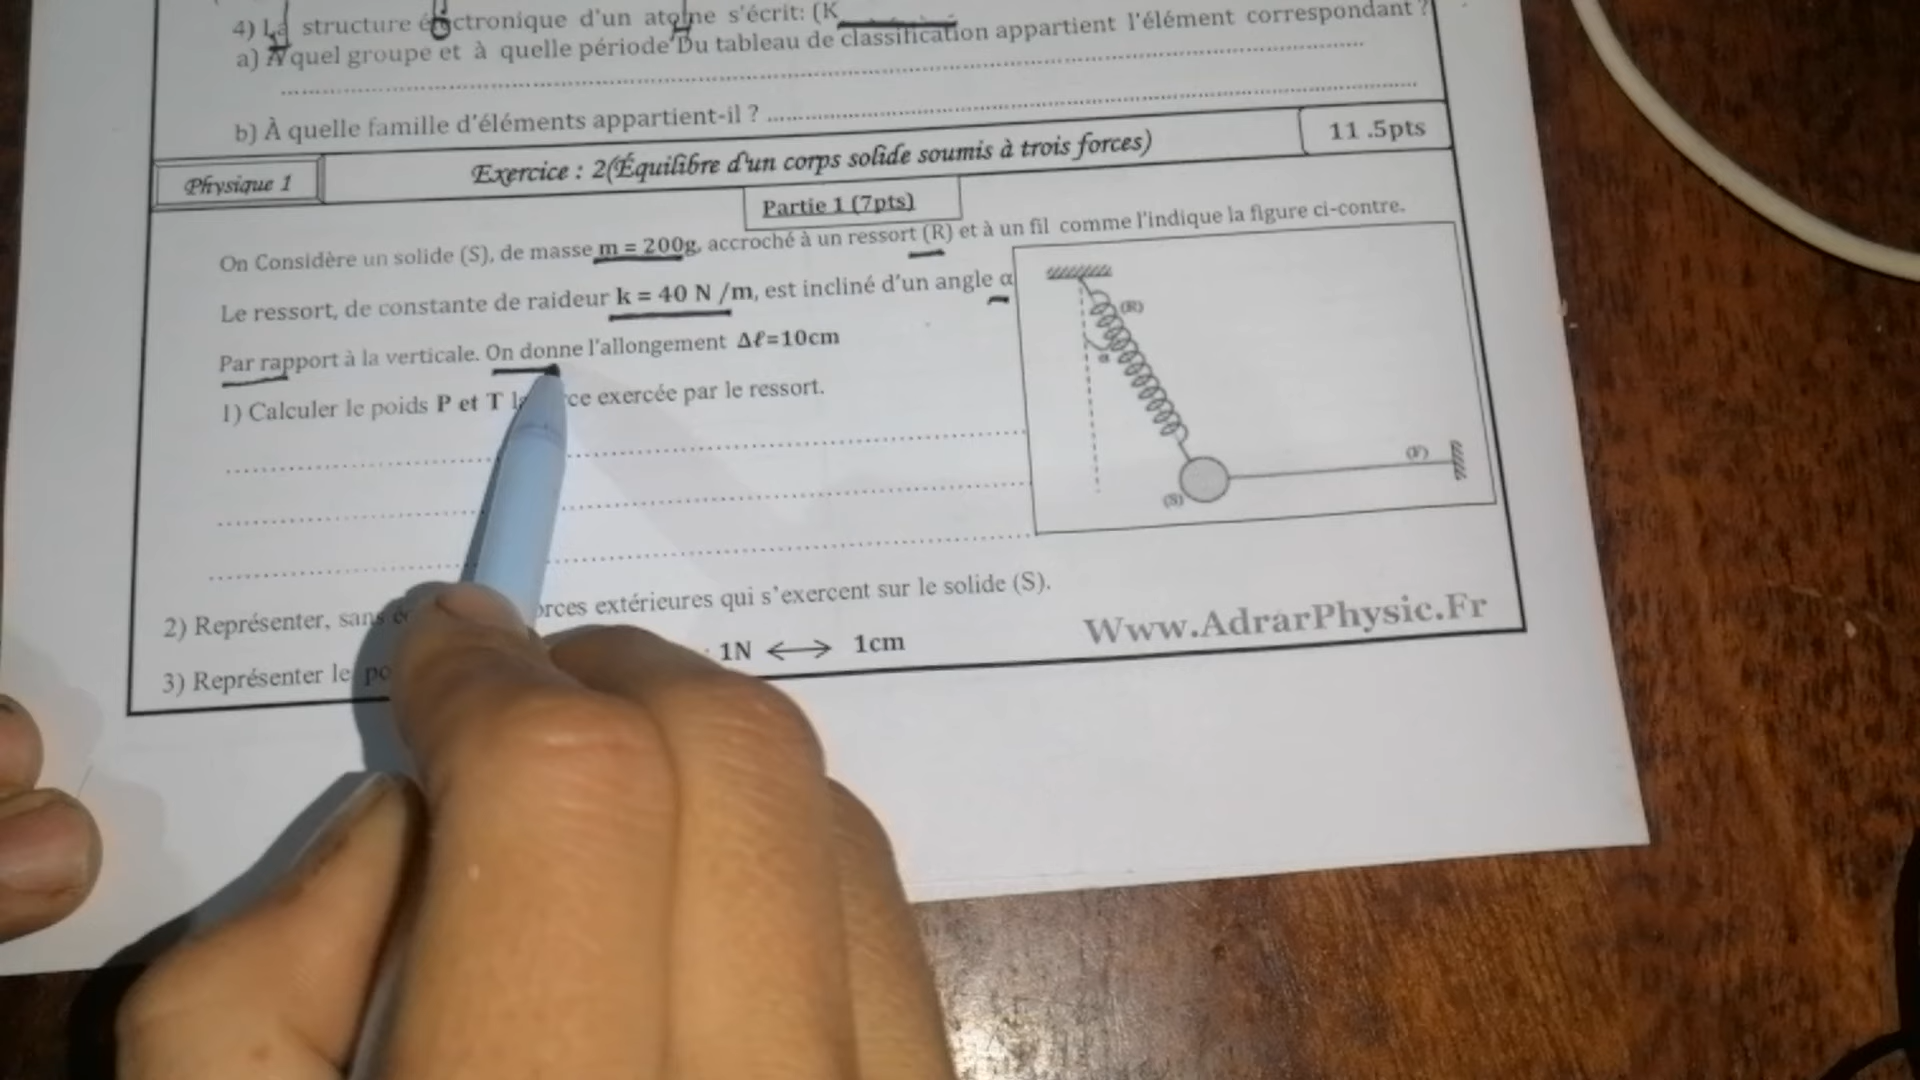 4) La structure électronique d'un atome s'écrit: (K
a) A quel groupe et à quelle période Du tableau de classification appartient l'élément correspondant ?
b) À quelle famille d'éléments appartient-il ?
Physique 1
Exercice : 2(Équilibre d'un corps solide soumis à trois forces)
11 .5pts
Partie 1 (7pts)
On Considère un solide (S), de masse m = 200g, accroché à un ressort (R) et à un fil comme l'indique la figure ci-contre.
Le ressort, de constante de raideur k = 40 N /m, est incliné d'un angle α
Par rapport à la verticale. On donne l'allongement Δℓ=10cm
1) Calculer le poids P et T exercée par le ressort.
(R)
α
(F)
(S)
2) Représenter, sans extérieures qui s'exercent sur le solide (S).
3) Représenter le 1N ⟷ 1cm
Www.AdrarPhysic.Fr